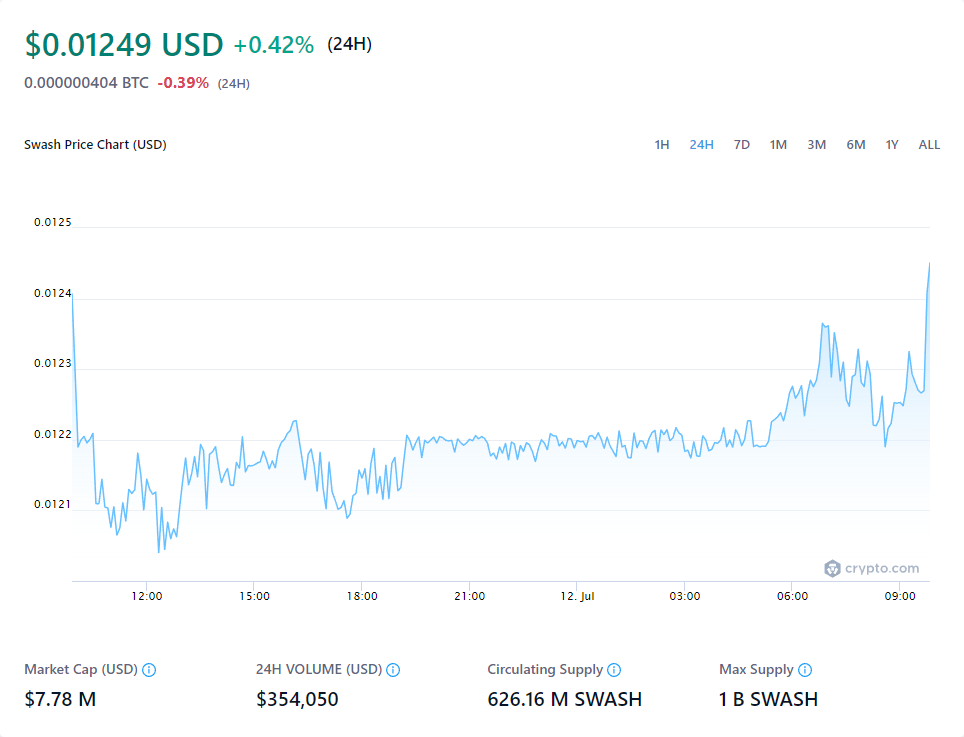 $0.01249 USD +0.42% (24H)
0.000000404 BTC -0.39% (24H)
Swash Price Chart (USD) 1H 24H 7D 1M 3M 6M 1Y ALL
0.0125
0.0124
0.0123
0.0122
0.0121
crypto.com
12:00 15:00 18:00 21:00 12. Jul 03:00 06:00 09:00
Market Cap (USD) 24H VOLUME (USD) Circulating Supply Max Supply
$7.78 M $354,050 626.16 M SWASH 1 B SWASH